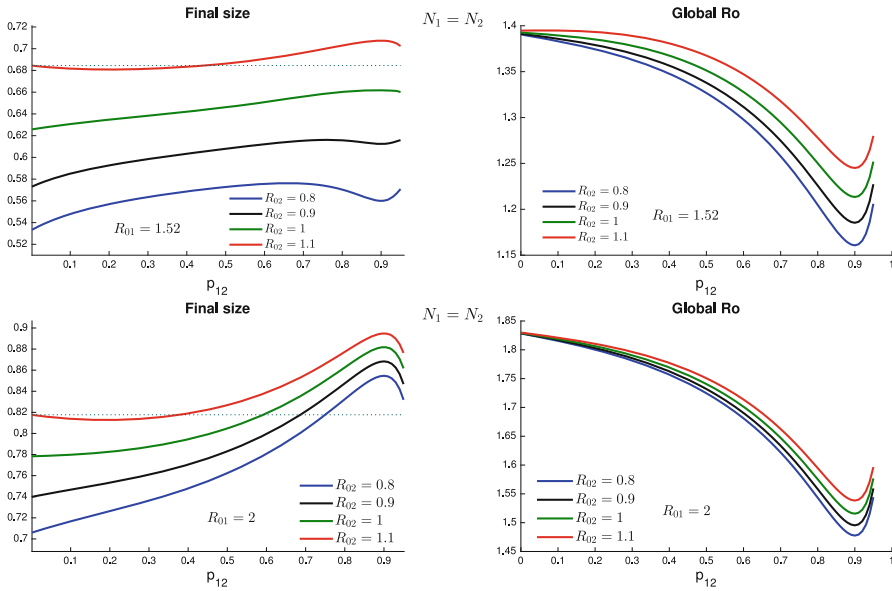 Final size
N₁ = N₂
Global Ro
0.72
0.7
0.68
0.66
0.64
0.62
0.6
0.58
0.56
0.54
0.52
R₀₂ = 0.8
R₀₂ = 0.9
R₀₂ = 1
R₀₂ = 1.1
R₀₁ = 1.52
0.1 0.2 0.3 0.4 0.5 0.6 0.7 0.8 0.9
p₁₂
1.4
1.35
1.3
1.25
1.2
1.15
R₀₂ = 0.8
R₀₂ = 0.9
R₀₂ = 1
R₀₂ = 1.1
R₀₁ = 1.52
0 0.1 0.2 0.3 0.4 0.5 0.6 0.7 0.8 0.9 1
p₁₂
Final size
N₁ = N₂
Global Ro
0.9
0.88
0.86
0.84
0.82
0.8
0.78
0.76
0.74
0.72
0.7
R₀₂ = 0.8
R₀₂ = 0.9
R₀₂ = 1
R₀₂ = 1.1
R₀₁ = 2
0.1 0.2 0.3 0.4 0.5 0.6 0.7 0.8 0.9
p₁₂
1.85
1.8
1.75
1.7
1.65
1.6
1.55
1.5
1.45
R₀₂ = 0.8
R₀₂ = 0.9
R₀₂ = 1
R₀₂ = 1.1
R₀₁ = 2
0 0.1 0.2 0.3 0.4 0.5 0.6 0.7 0.8 0.9 1
p₁₂